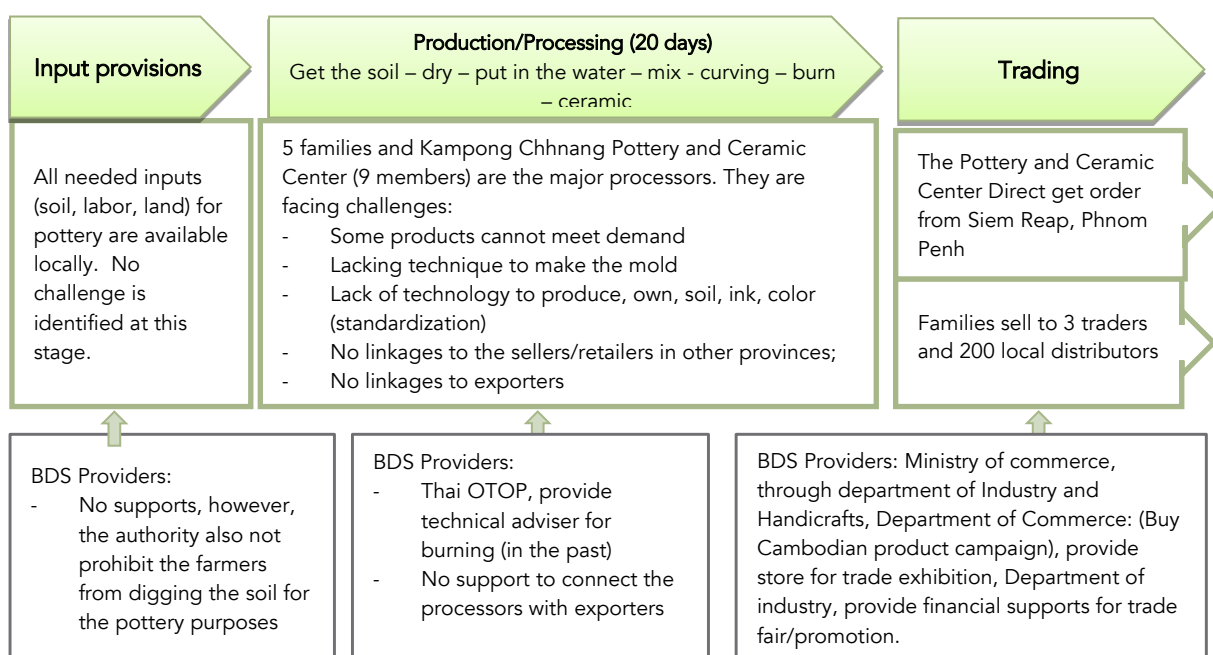 Input provisions
Production/Processing (20 days)
Get the soil – dry – put in the water – mix - curving – burn
– ceramic
Trading
All needed inputs
(soil, labor, land) for
pottery are available
locally.  No
challenge is
identified at this
stage.
5 families and Kampong Chhnang Pottery and Ceramic
Center (9 members) are the major processors. They are
facing challenges:
- Some products cannot meet demand
- Lacking technique to make the mold
- Lack of technology to produce, own, soil, ink, color
(standardization)
- No linkages to the sellers/retailers in other provinces;
- No linkages to exporters
The Pottery and Ceramic
Center Direct get order
from Siem Reap, Phnom
Penh
Families sell to 3 traders
and 200 local distributors
BDS Providers:
- No supports, however,
the authority also not
prohibit the farmers
from digging the soil for
the pottery purposes
BDS Providers:
- Thai OTOP, provide
technical adviser for
burning (in the past)
- No support to connect the
processors with exporters
BDS Providers: Ministry of commerce,
through department of Industry and
Handicrafts, Department of Commerce: (Buy
Cambodian product campaign), provide
store for trade exhibition, Department of
industry, provide financial supports for trade
fair/promotion.